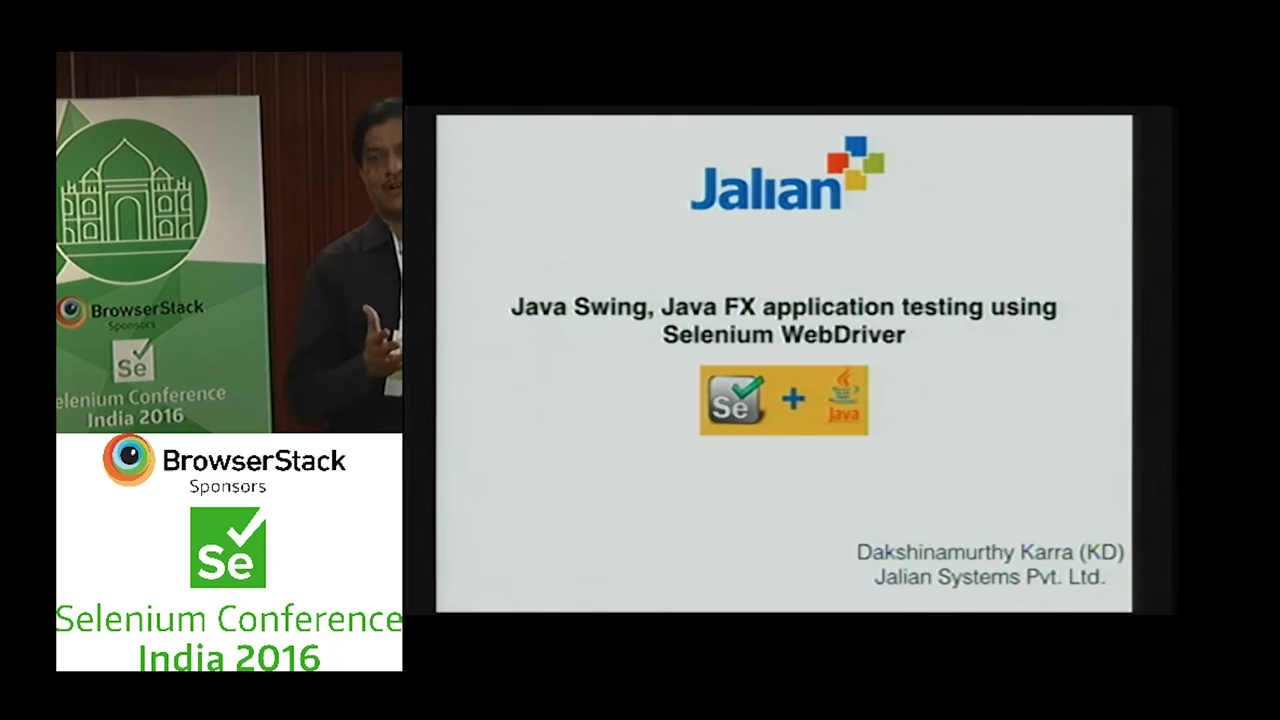 BrowserStack
Sponsors
Se
elenium Conference
India 2016
BrowserStack
Sponsors
Se
Selenium Conference
India 2016
Jalian
Java Swing, Java FX application testing using
Selenium WebDriver
Se + Java
Dakshinamurthy Karra (KD)
Jalian Systems Pvt. Ltd.